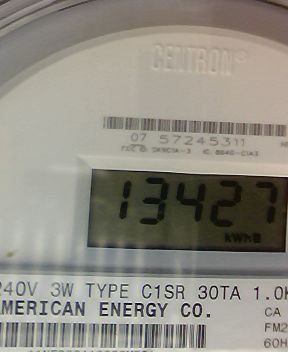 CENTRON®
07 57245311
13427
kWh
240V 3W TYPE C1SR 30TA 1.0K
AMERICAN ENERGY CO.
CA
FM2
60H